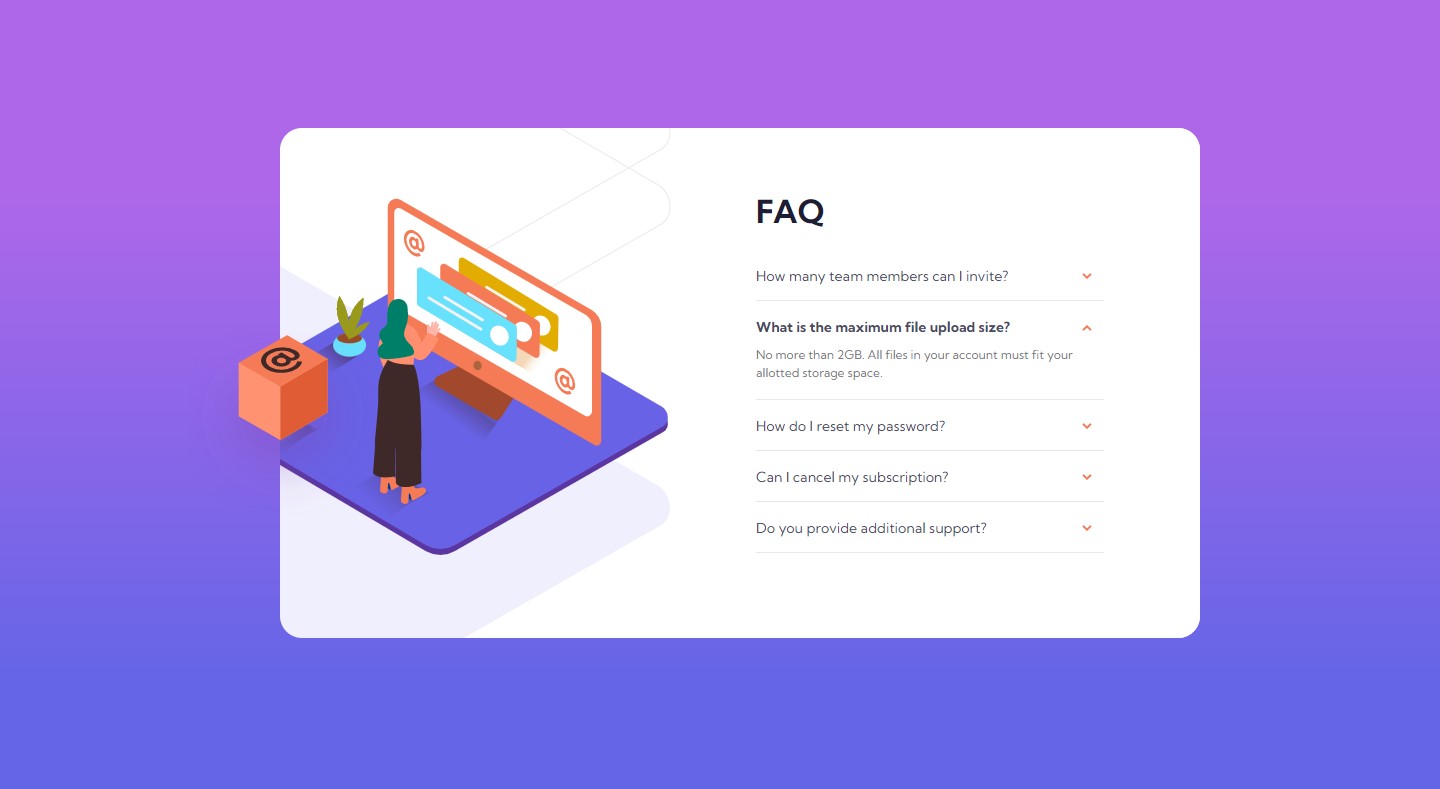 FAQ
How many team members can I invite?
What is the maximum file upload size?
No more than 2GB. All files in your account must fit your
allotted storage space.
How do I reset my password?
Can I cancel my subscription?
Do you provide additional support?
@
@
@